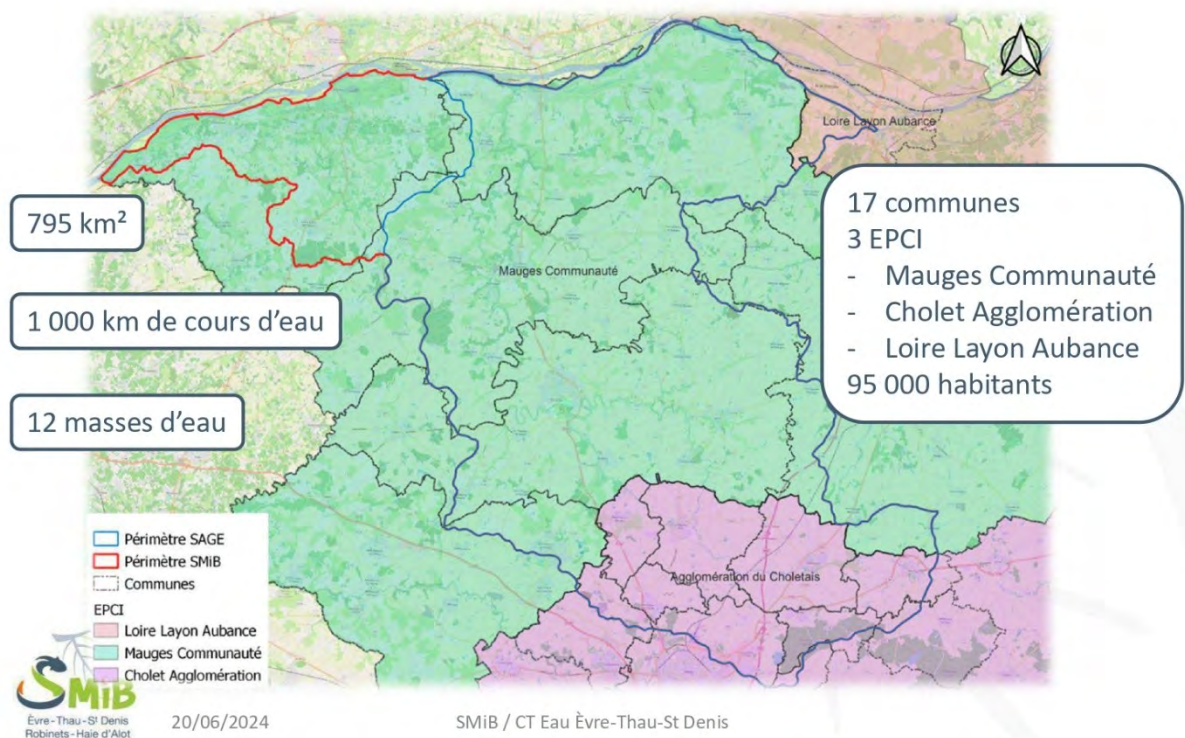 Loire Layon Aubance
795 km²
17 communes
3 EPCI
- Mauges Communauté
- Cholet Agglomération
- Loire Layon Aubance
95 000 habitants
Mauges Communauté
1 000 km de cours d’eau
12 masses d’eau
Agglomération du Choletais
Périmètre SAGE
Périmètre SMiB
Communes
EPCI
Loire Layon Aubance
Mauges Communauté
Cholet Agglomération
SMiB
Èvre-Thau-St Denis
Robinets-Haie d'Alot
20/06/2024
SMiB / CT Eau Èvre-Thau-St Denis